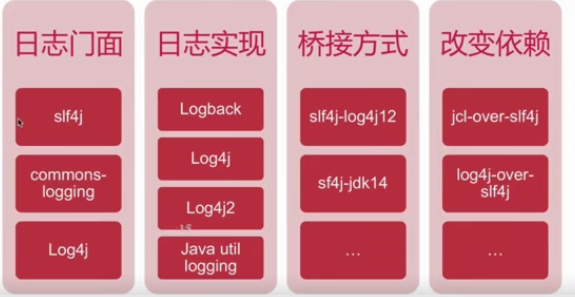 日志门面
slf4j
commons-
logging
Log4j
日志实现
Logback
Log4j
Log4j2
Java util
logging
桥接方式
slf4j-log4j12
sf4j-jdk14
...
改变依赖
jcl-over-slf4j
log4j-over-
slf4j
...